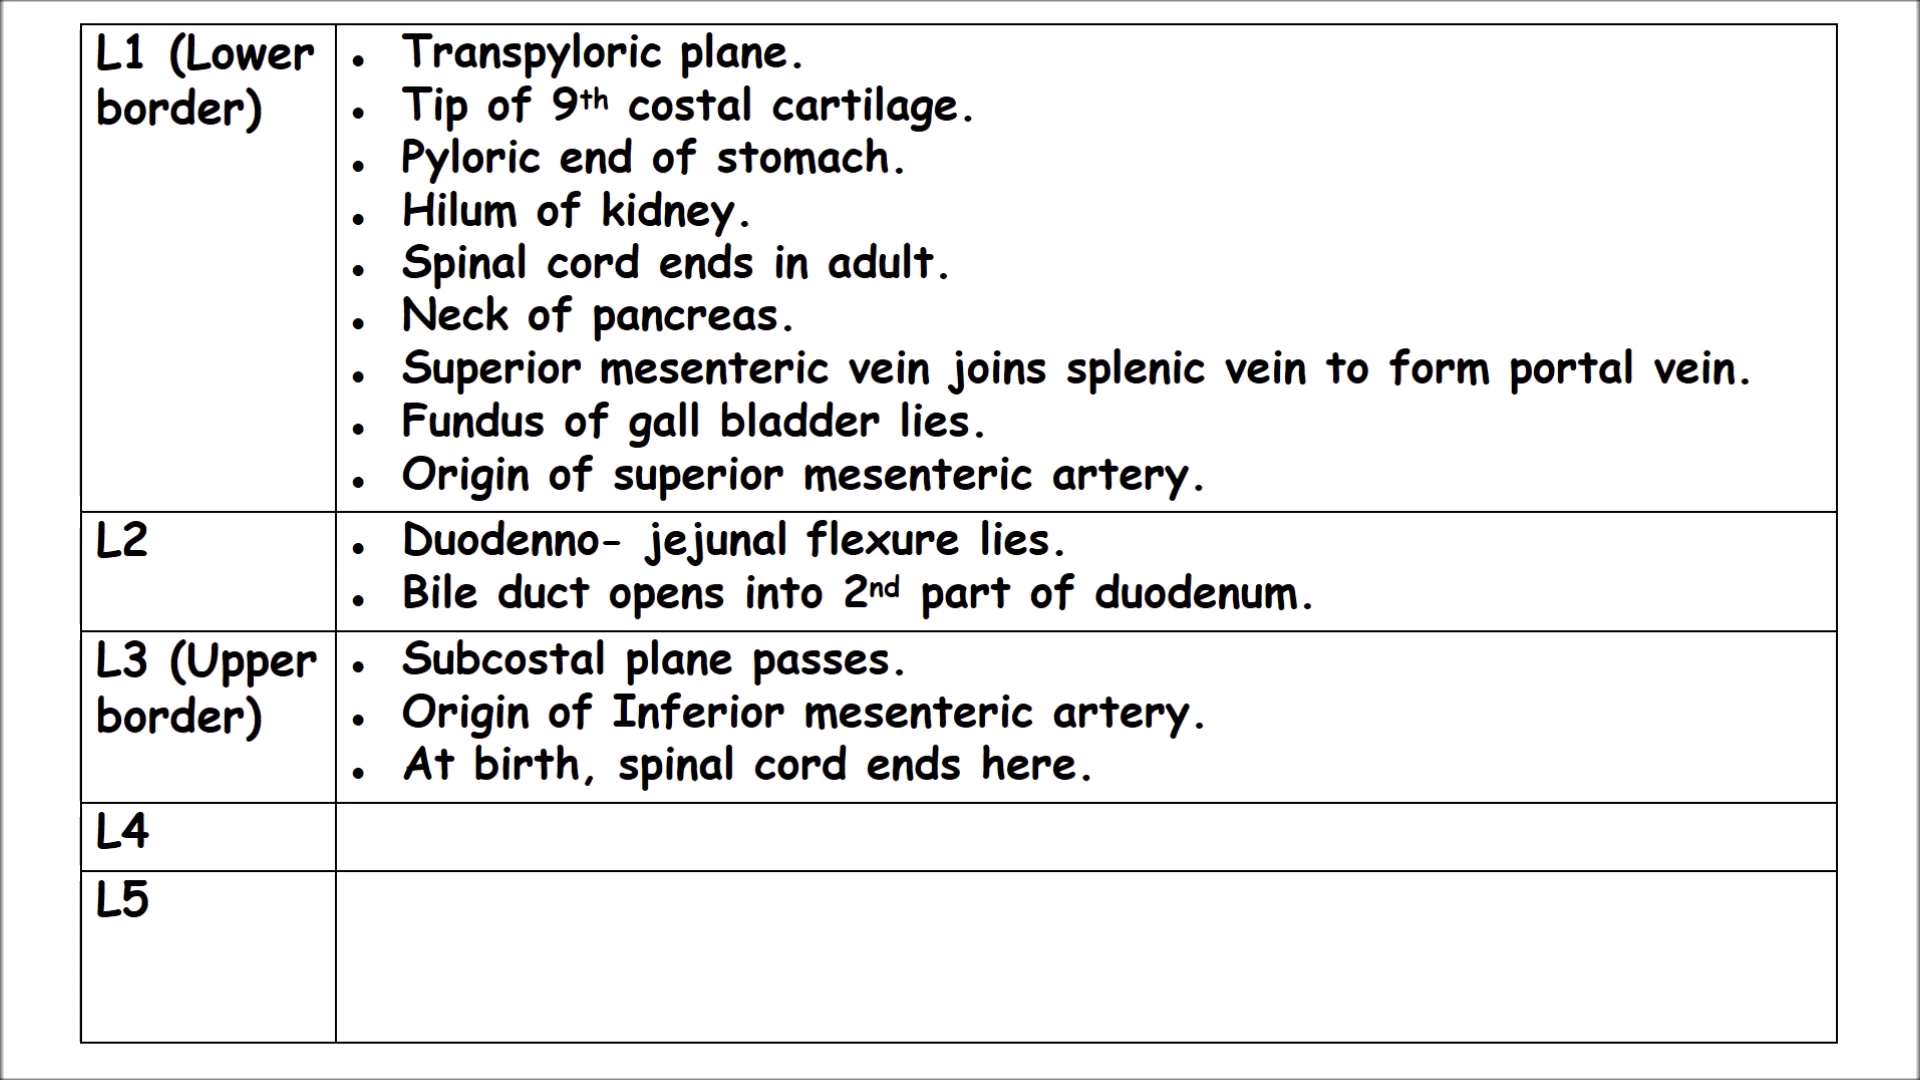 L1 (Lower border)
• Transpyloric plane.
• Tip of 9th costal cartilage.
• Pyloric end of stomach.
• Hilum of kidney.
• Spinal cord ends in adult.
• Neck of pancreas.
• Superior mesenteric vein joins splenic vein to form portal vein.
• Fundus of gall bladder lies.
• Origin of superior mesenteric artery.
L2
• Duodenno- jejunal flexure lies.
• Bile duct opens into 2nd part of duodenum.
L3 (Upper border)
• Subcostal plane passes.
• Origin of Inferior mesenteric artery.
• At birth, spinal cord ends here.
L4
L5